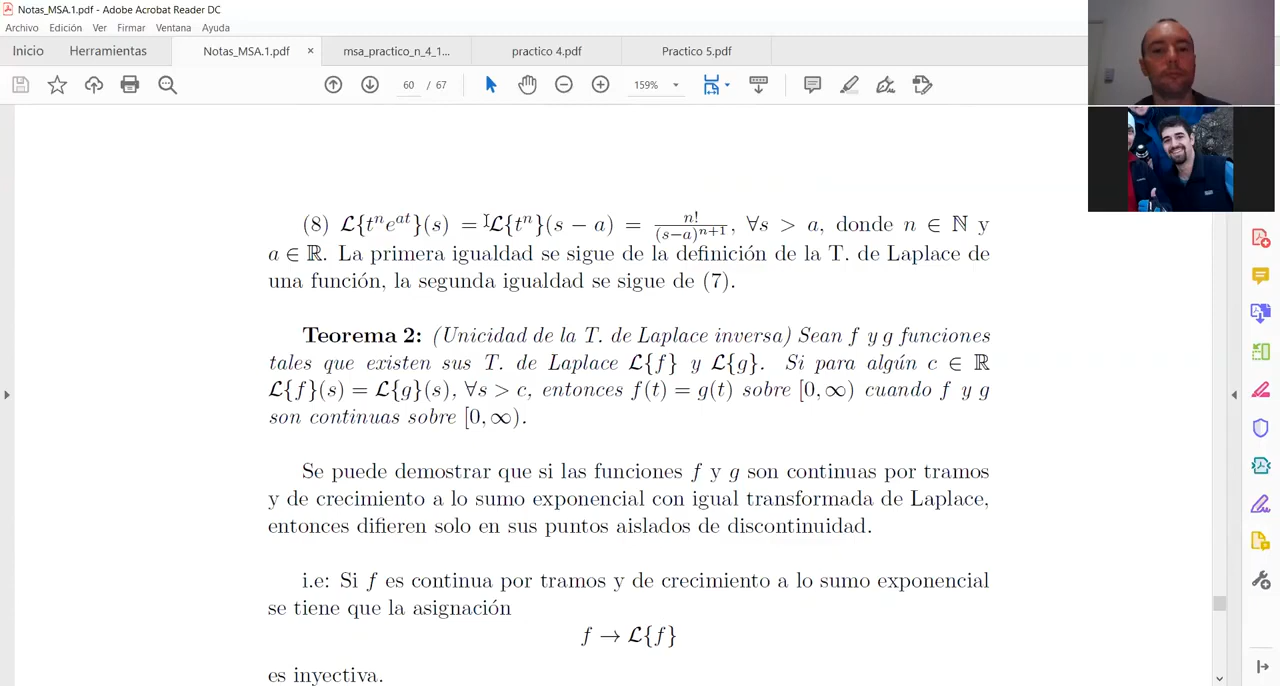 Notas_MSA.1.pdf - Adobe Acrobat Reader DC
Archivo Edición Ver Firmar Ventana Ayuda
Inicio Herramientas Notas_MSA.1.pdf × msa_practico_n_4_1... practico 4.pdf Practico 5.pdf
60 / 67 159%
(8) ℒ{tⁿeᵃᵗ}(s) = ℒ{tⁿ}(s − a) = n!/(s−a)ⁿ⁺¹, ∀s > a, donde n ∈ ℕ y
a ∈ ℝ. La primera igualdad se sigue de la definición de la T. de Laplace de
una función, la segunda igualdad se sigue de (7).
Teorema 2: (Unicidad de la T. de Laplace inversa) Sean f y g funciones
tales que existen sus T. de Laplace ℒ{f} y ℒ{g}. Si para algún c ∈ ℝ
ℒ{f}(s) = ℒ{g}(s), ∀s > c, entonces f(t) = g(t) sobre [0, ∞) cuando f y g
son continuas sobre [0, ∞).
Se puede demostrar que si las funciones f y g son continuas por tramos
y de crecimiento a lo sumo exponencial con igual transformada de Laplace,
entonces difieren solo en sus puntos aislados de discontinuidad.
i.e: Si f es continua por tramos y de crecimiento a lo sumo exponencial
se tiene que la asignación
f → ℒ{f}
es inyectiva.